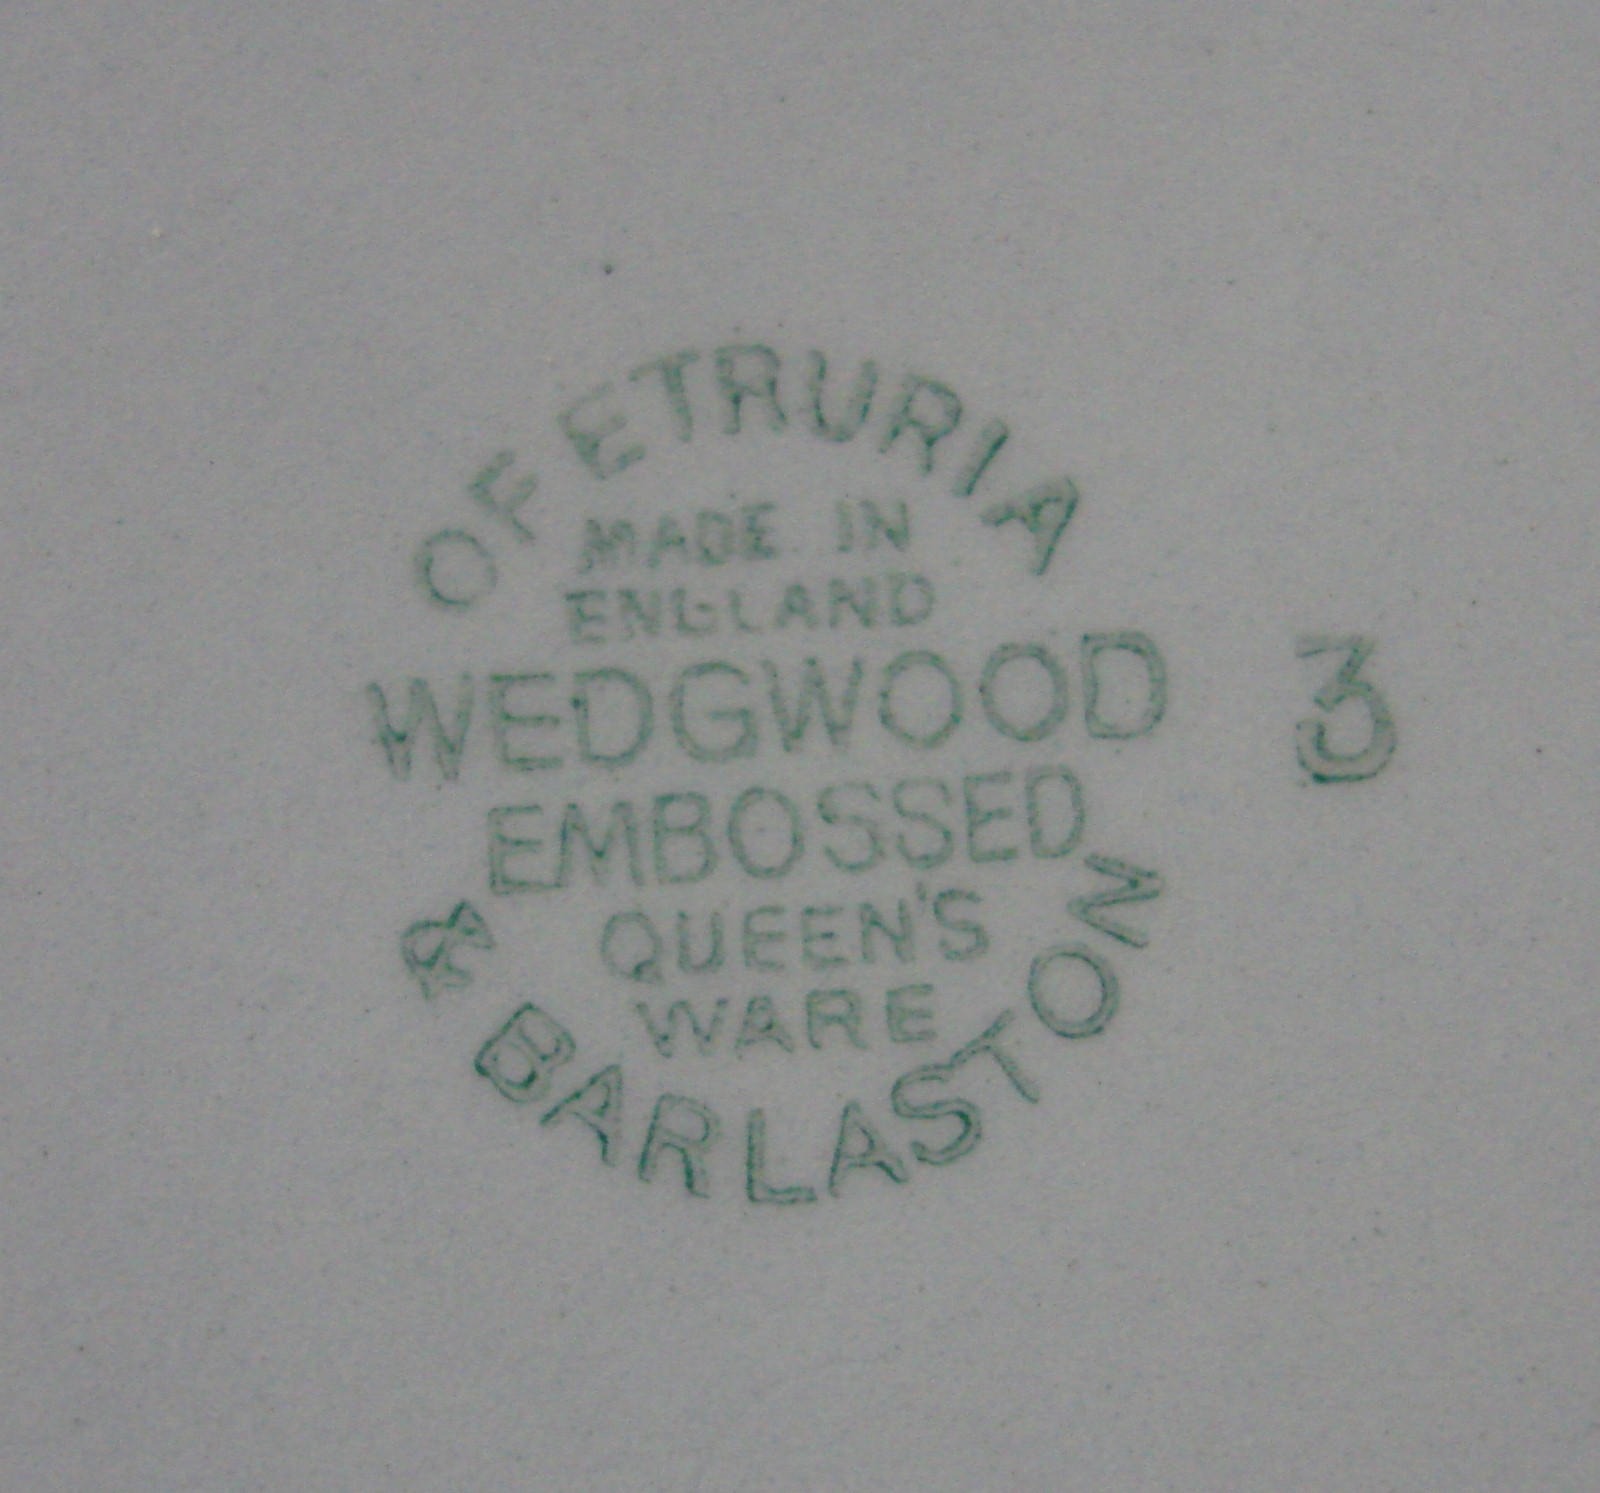 OF ETRURIA
MADE IN
ENGLAND
WEDGWOOD 3
EMBOSSED
QUEEN'S
WARE
& BARLASTON